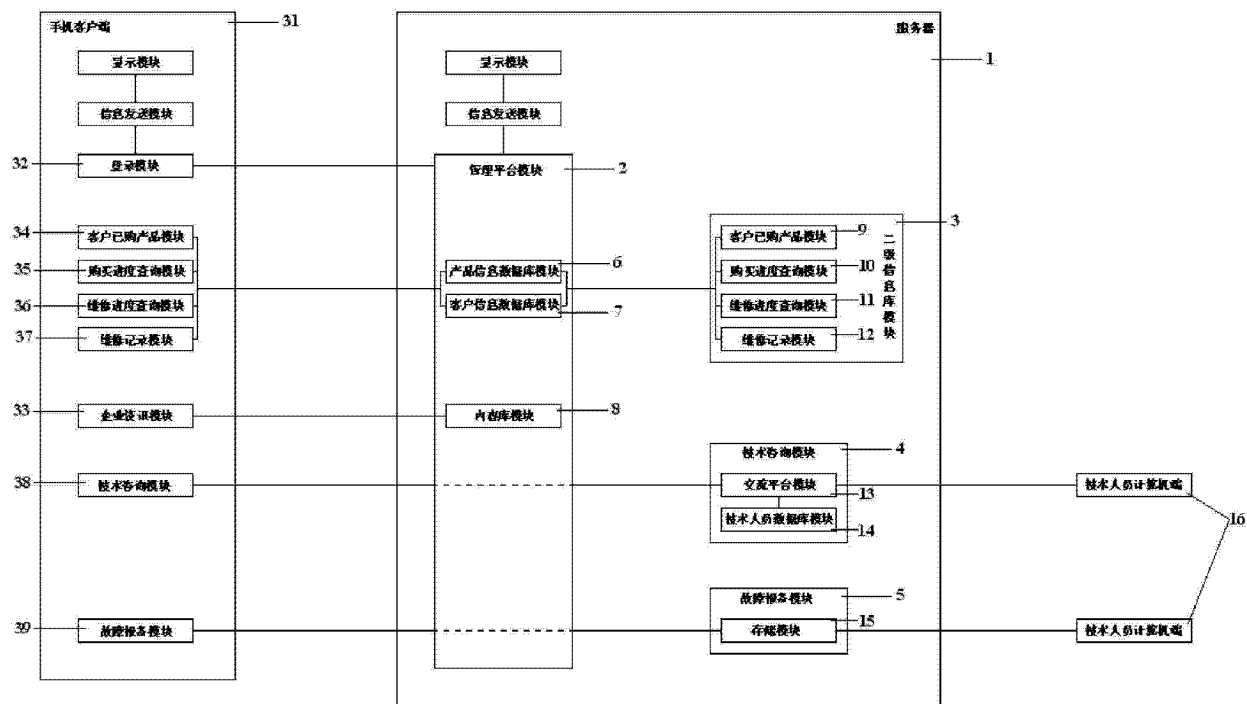 手机客户端
31
服务器
1
显示模块
显示模块
信息发送模块
信息发送模块
32
登录模块
管理平台模块
2
3
34
客户已购产品模块
客户已购产品模块
9
二级信息库模块
35
购买进度查询模块
产品信息数据库模块
6
购买进度查询模块
10
36
维修进度查询模块
客户信息数据库模块
7
维修进度查询模块
11
37
维修记录模块
维修记录模块
12
33
企业资讯模块
内容库模块
8
技术咨询模块
4
38
技术咨询模块
交流平台模块
13
技术人员计算机端
技术人员数据库模块
14
16
故障报备模块
5
39
故障报备模块
存储模块
15
技术人员计算机端